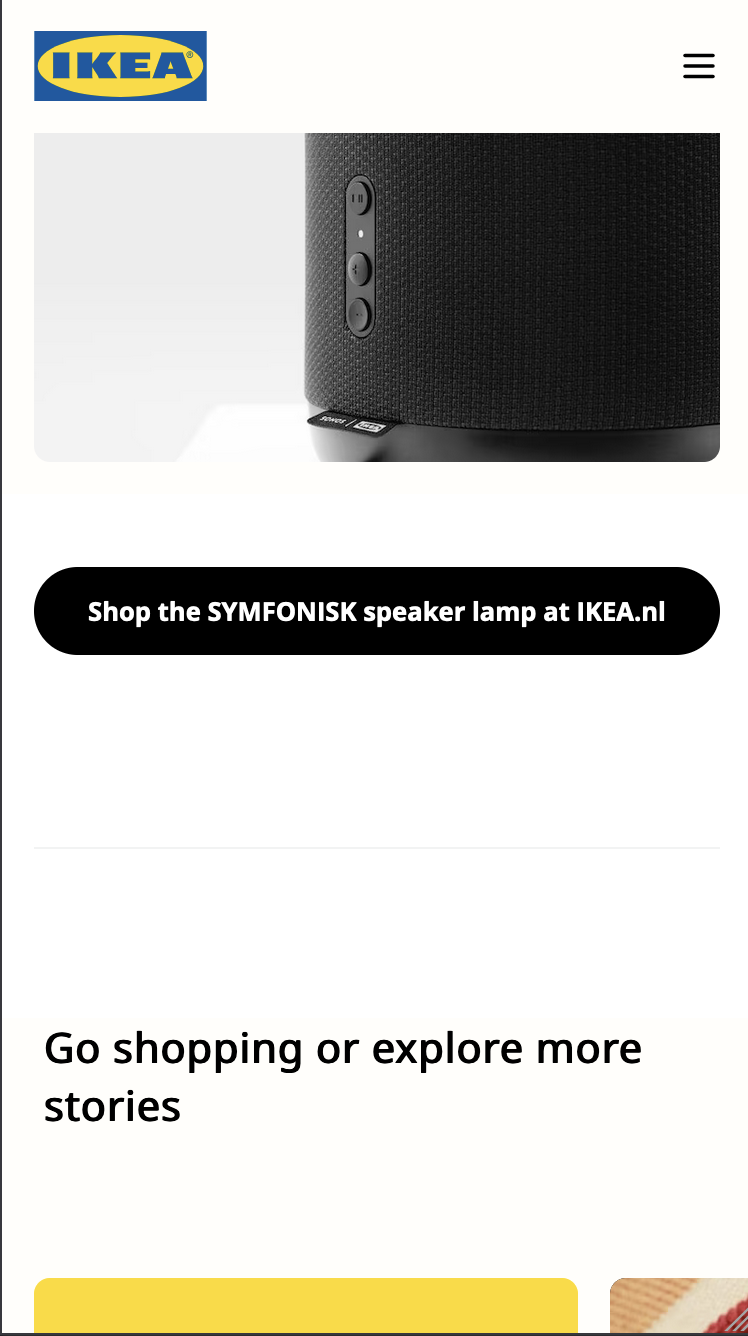 IKEA®
SONOS | IKEA
Shop the SYMFONISK speaker lamp at IKEA.nl
Go shopping or explore more
stories